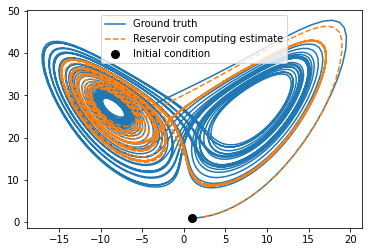 Ground truth
Reservoir computing estimate
Initial condition
50
40
30
20
10
0
−15 −10 −5 0 5 10 15 20